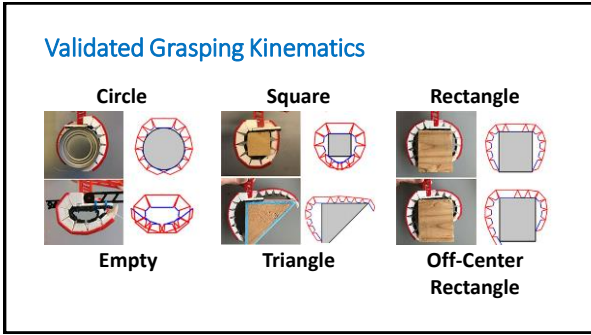 Validated Grasping Kinematics
Circle
Square
Rectangle
Empty
Triangle
Off-Center
Rectangle